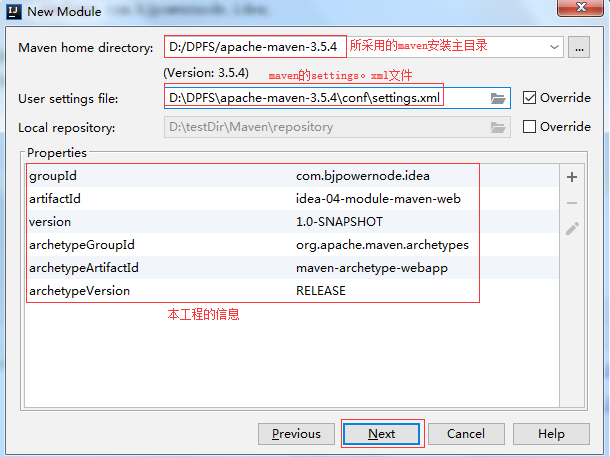 New Module
Maven home directory: D:/DPFS/apache-maven-3.5.4 所采用的maven安装主目录 ...
(Version: 3.5.4) maven的settings。xml文件
User settings file: D:\DPFS\apache-maven-3.5.4\conf\settings.xml Override
Local repository: D:\testDir\Maven\repository Override
Properties
groupId com.bjpowernode.idea
artifactId idea-04-module-maven-web
version 1.0-SNAPSHOT
archetypeGroupId org.apache.maven.archetypes
archetypeArtifactId maven-archetype-webapp
archetypeVersion RELEASE
本工程的信息
Previous Next Cancel Help